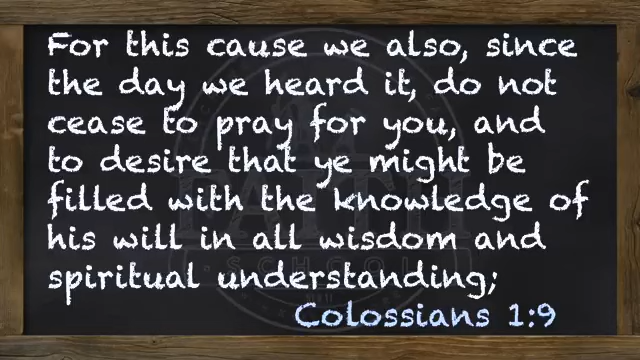 For this cause we also, since
the day we heard it, do not
cease to pray for you, and
to desire that ye might be
filled with the knowledge of
his will in all wisdom and
spiritual understanding;
Colossians 1:9
FAITH
SCHOOL